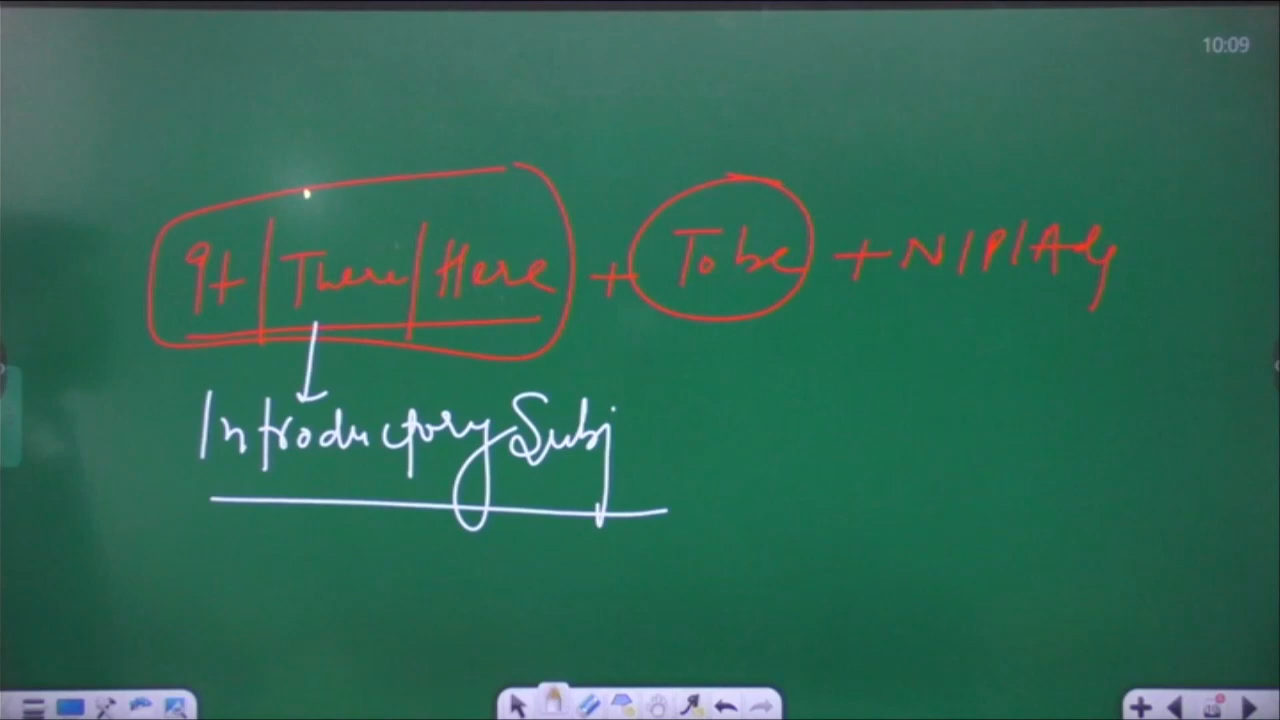 10:09
It/There/Here + To be + N/P/Adj
Introductory Subj